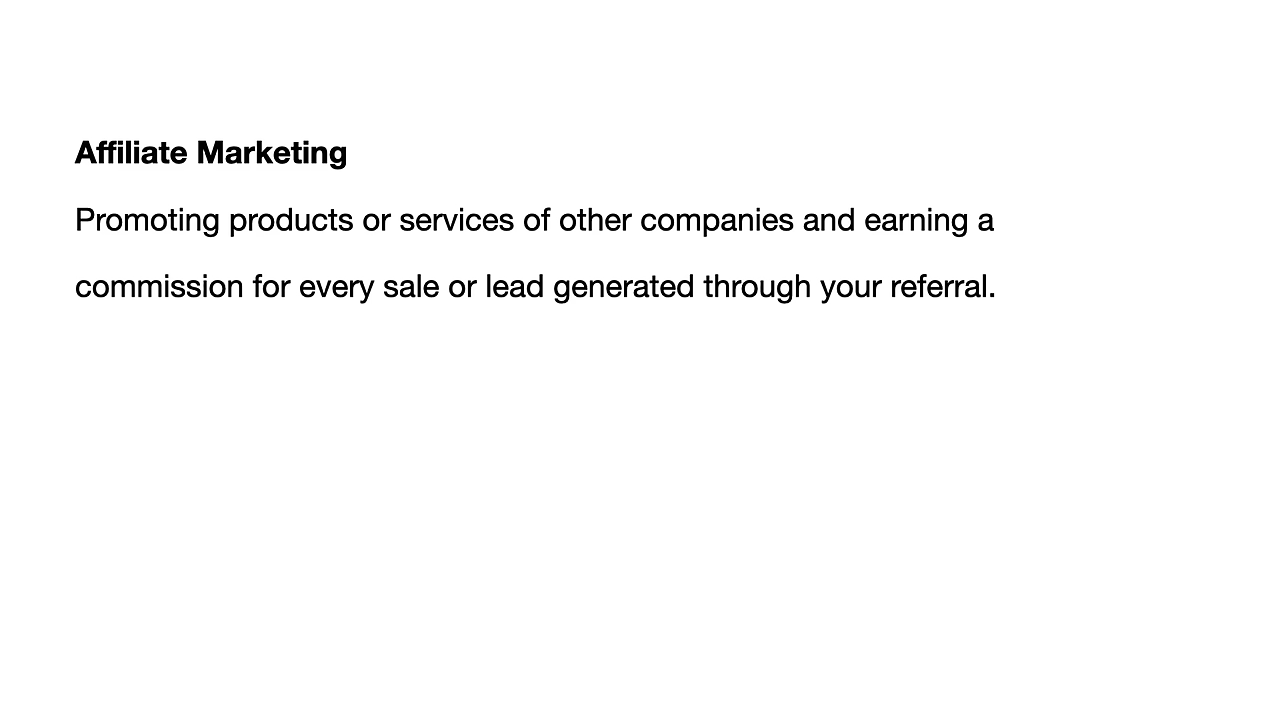 Affiliate Marketing
Promoting products or services of other companies and earning a
commission for every sale or lead generated through your referral.